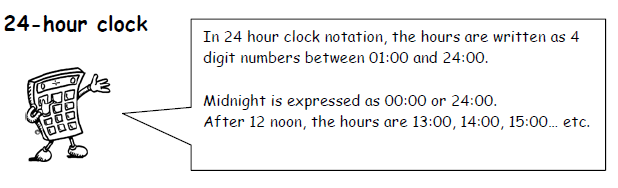 24-hour clock
In 24 hour clock notation, the hours are written as 4
digit numbers between 01:00 and 24:00.
Midnight is expressed as 00:00 or 24:00.
After 12 noon, the hours are 13:00, 14:00, 15:00... etc.